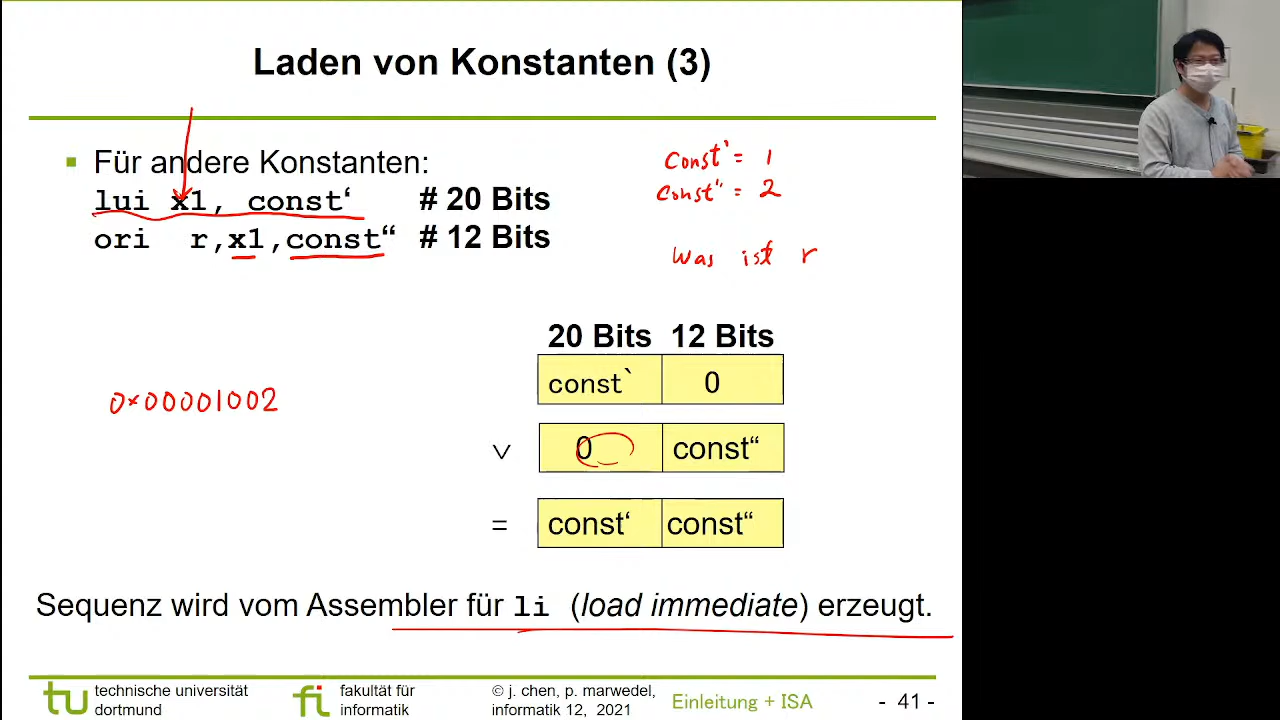 Laden von Konstanten (3)
▪ Für andere Konstanten:
lui x1, const‘ # 20 Bits
ori r,x1,const“ # 12 Bits
const' = 1
const" = 2
Was ist r
20 Bits 12 Bits
const` 0
∨ 0 const“
= const‘ const“
0x00001002
Sequenz wird vom Assembler für li (load immediate) erzeugt.
tu technische universität dortmund
fi fakultät für informatik
© j. chen, p. marwedel, informatik 12, 2021
Einleitung + ISA
- 41 -